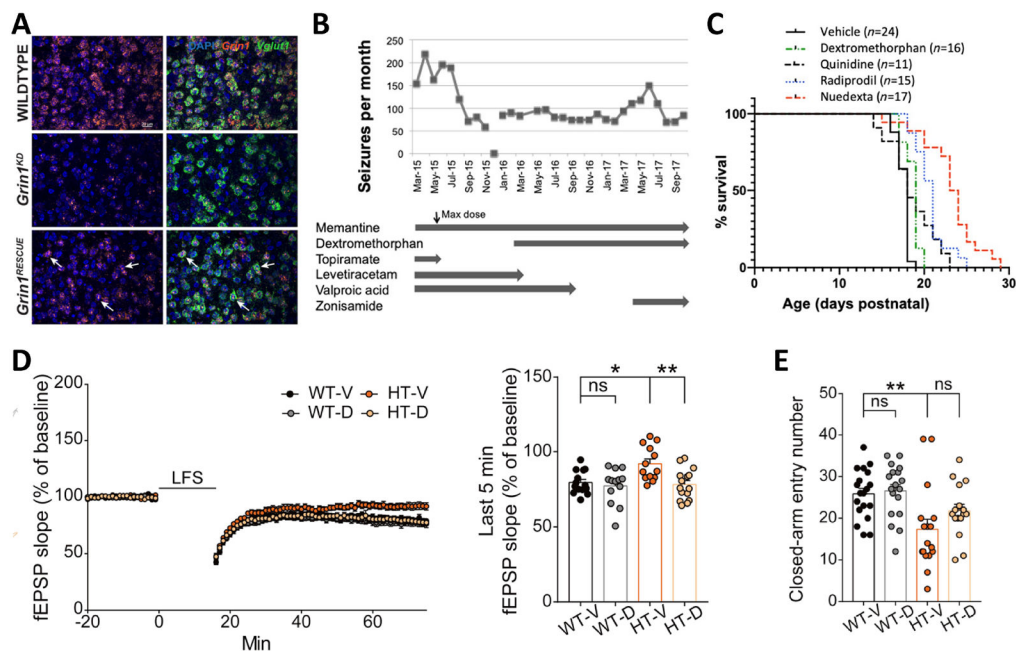 A
DAPI Grin1 Vglut1
WILDTYPE
Grin1KD
Grin1RESCUE
B
Seizures per month
250
200
150
100
50
0
Mar-15
May-15
Jul-15
Sep-15
Nov-15
Jan-16
Mar-16
May-16
Jul-16
Sep-16
Nov-16
Jan-17
Mar-17
May-17
Jul-17
Sep-17
Max dose
Memantine
Dextromethorphan
Topiramate
Levetiracetam
Valproic acid
Zonisamide
C
Vehicle (n=24)
Dextromethorphan (n=16)
Quinidine (n=11)
Radiprodil (n=15)
Nuedexta (n=17)
% survival
100
50
0
0 10 20 30
Age (days postnatal)
D
fEPSP slope (% of baseline)
200
150
100
50
WT-V HT-V
WT-D HT-D
LFS
-20 0 20 40 60
Min
Last 5 min
fEPSP slope (% of baseline)
150
100
50
0
* **
ns
WT-V WT-D HT-V HT-D
E
Closed-arm entry number
50
40
30
20
10
0
** ns
ns
WT-V WT-D HT-V HT-D